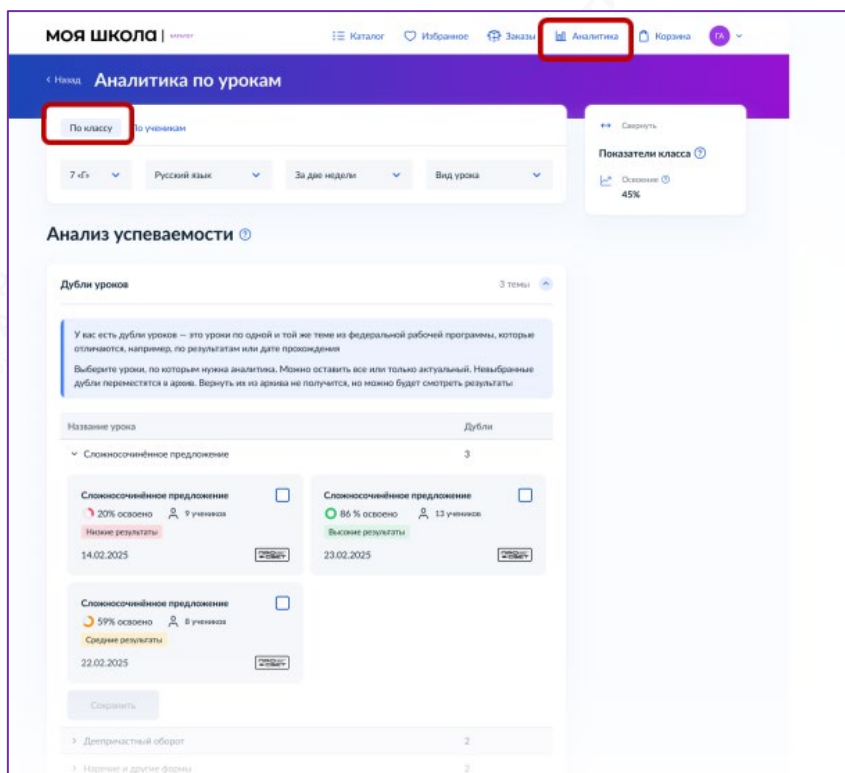 МОЯ ШКОЛА |
Каталог Избранное Заказы Аналитика Корзина ГА
Назад Аналитика по урокам
По классу По ученикам
Свернуть
Показатели класса
7 «Г» Русский язык За две недели Вид урока
Освоение
45%
Анализ успеваемости
Дубли уроков 3 темы
У вас есть дубли уроков — это уроки по одной и той же теме из федеральной рабочей программы, которые
отличаются, например, по результатам или дате прохождения
Выберите уроки, по которым нужна аналитика. Можно оставить все или только актуальный. Невыбранные
дубли переместятся в архив. Вернуть их из архива не получится, но можно будет смотреть результаты
Название урока Дубли
Сложносочинённое предложение 3
Сложносочинённое предложение Сложносочинённое предложение
20% освоено 9 учеников 86 % освоено 13 учеников
Низкие результаты Высокие результаты
14.02.2025 23.02.2025
Сложносочинённое предложение
59% освоено 8 учеников
Средние результаты
22.02.2025
Сохранить
Деепричастный оборот 2
Наречие и другие формы 2